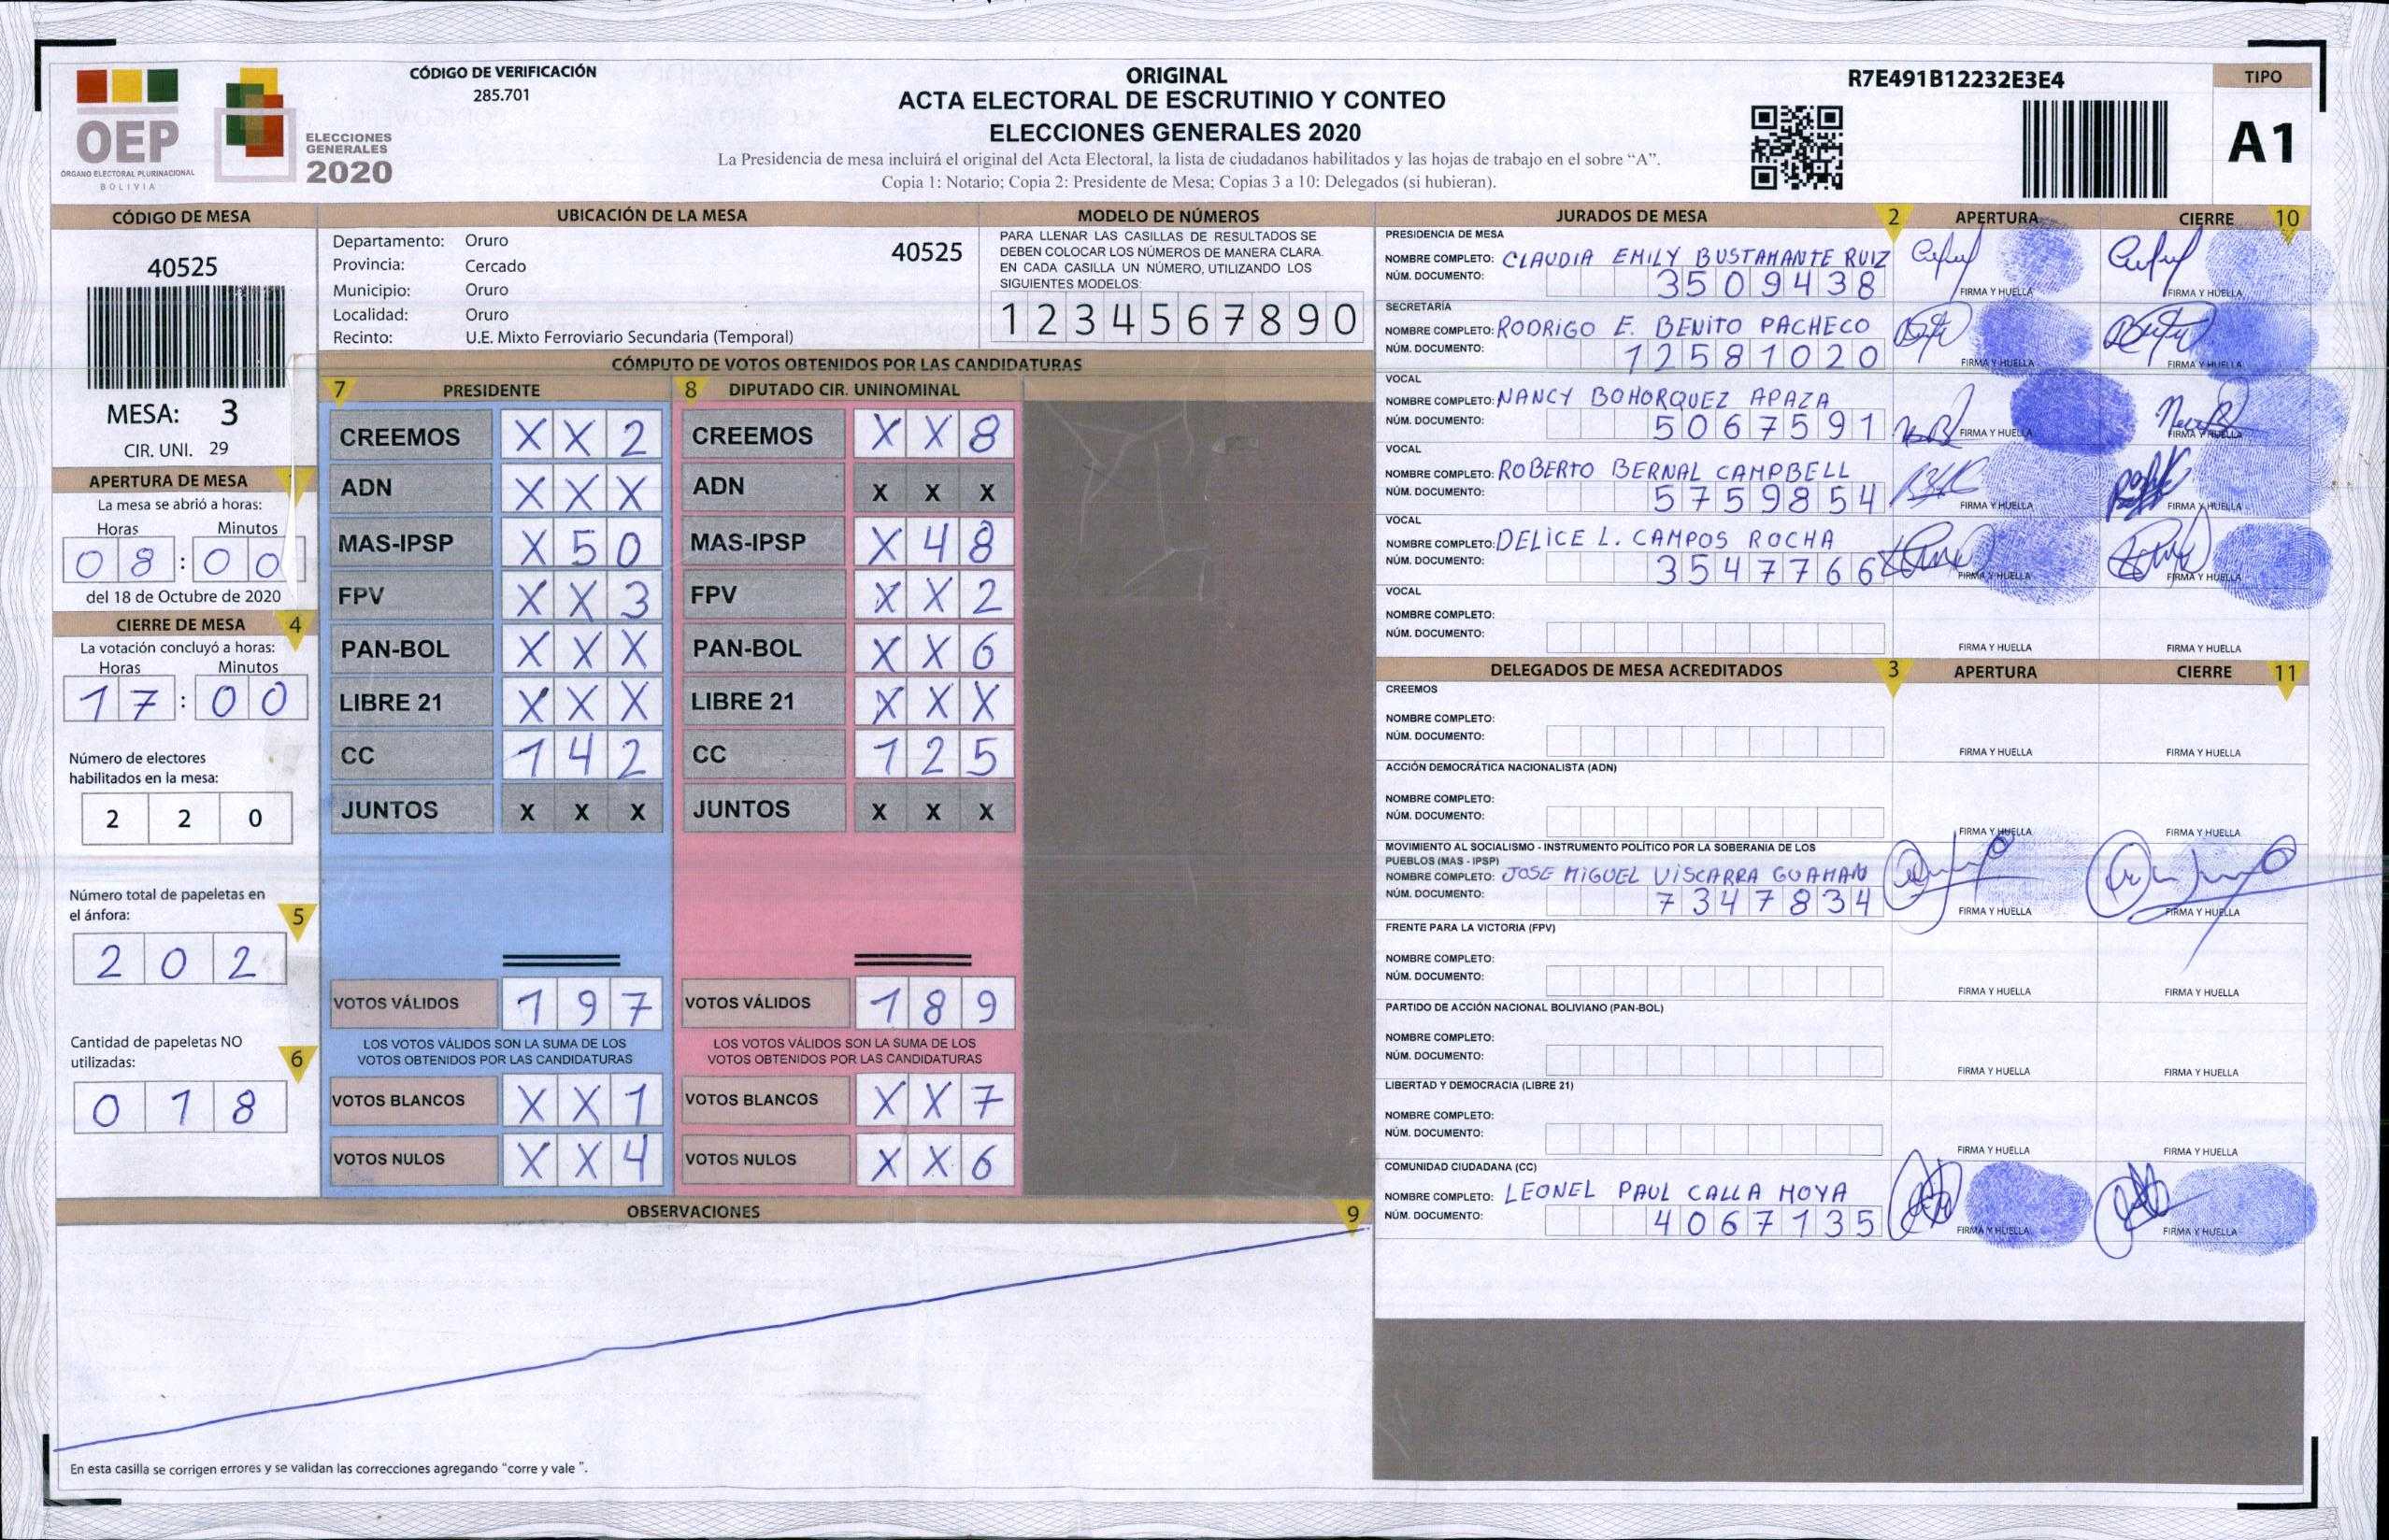 OEP
ÓRGANO ELECTORAL PLURINACIONAL
BOLIVIA
ELECCIONES
GENERALES
2020
CÓDIGO DE VERIFICACIÓN
285.701
ORIGINAL
ACTA ELECTORAL DE ESCRUTINIO Y CONTEO
ELECCIONES GENERALES 2020
La Presidencia de mesa incluirá el original del Acta Electoral, la lista de ciudadanos habilitados y las hojas de trabajo en el sobre “A”.
Copia 1: Notario; Copia 2: Presidente de Mesa; Copias 3 a 10: Delegados (si hubieran).
R7E491B12232E3E4
TIPO
A1
CÓDIGO DE MESA
40525
MESA: 3
CIR. UNI. 29
APERTURA DE MESA
La mesa se abrió a horas:
Horas Minutos
08:00
del 18 de Octubre de 2020
CIERRE DE MESA 4
La votación concluyó a horas:
Horas Minutos
17:00
Número de electores
habilitados en la mesa:
2 2 0
Número total de papeletas en
el ánfora: 5
2 0 2
Cantidad de papeletas NO
utilizadas: 6
0 1 8
UBICACIÓN DE LA MESA
Departamento: Oruro
40525
Provincia: Cercado
Municipio: Oruro
Localidad: Oruro
Recinto: U.E. Mixto Ferroviario Secundaria (Temporal)
MODELO DE NÚMEROS
PARA LLENAR LAS CASILLAS DE RESULTADOS SE
DEBEN COLOCAR LOS NÚMEROS DE MANERA CLARA.
EN CADA CASILLA UN NÚMERO, UTILIZANDO LOS
SIGUIENTES MODELOS:
1 2 3 4 5 6 7 8 9 0
CÓMPUTO DE VOTOS OBTENIDOS POR LAS CANDIDATURAS
7 PRESIDENTE
CREEMOS X X 2
ADN X X X
MAS-IPSP X 5 0
FPV X X 3
PAN-BOL X X X
LIBRE 21 X X X
CC 1 4 2
JUNTOS X X X
VOTOS VÁLIDOS 1 9 7
LOS VOTOS VÁLIDOS SON LA SUMA DE LOS
VOTOS OBTENIDOS POR LAS CANDIDATURAS
VOTOS BLANCOS X X 1
VOTOS NULOS X X 4
8 DIPUTADO CIR. UNINOMINAL
CREEMOS X X 8
ADN X X X
MAS-IPSP X 4 8
FPV X X 2
PAN-BOL X X 6
LIBRE 21 X X X
CC 1 2 5
JUNTOS X X X
VOTOS VÁLIDOS 1 8 9
LOS VOTOS VÁLIDOS SON LA SUMA DE LOS
VOTOS OBTENIDOS POR LAS CANDIDATURAS
VOTOS BLANCOS X X 7
VOTOS NULOS X X 6
OBSERVACIONES 9
En esta casilla se corrigen errores y se validan las correcciones agregando “corre y vale ”.
JURADOS DE MESA 2 APERTURA CIERRE 10
PRESIDENCIA DE MESA
NOMBRE COMPLETO: CLAUDIA EMILY BUSTAMANTE RUIZ
NÚM. DOCUMENTO: 3509438
FIRMA Y HUELLA FIRMA Y HUELLA
SECRETARÍA
NOMBRE COMPLETO: RODRIGO E. BENITO PACHECO
NÚM. DOCUMENTO: 12581020
FIRMA Y HUELLA FIRMA Y HUELLA
VOCAL
NOMBRE COMPLETO: NANCY BOHORQUEZ APAZA
NÚM. DOCUMENTO: 5067591
FIRMA Y HUELLA FIRMA Y HUELLA
VOCAL
NOMBRE COMPLETO: ROBERTO BERNAL CAMPBELL
NÚM. DOCUMENTO: 5759854
FIRMA Y HUELLA FIRMA Y HUELLA
VOCAL
NOMBRE COMPLETO: DELICE L. CAMPOS ROCHA
NÚM. DOCUMENTO: 3547766
FIRMA Y HUELLA FIRMA Y HUELLA
VOCAL
NOMBRE COMPLETO:
NÚM. DOCUMENTO:
FIRMA Y HUELLA FIRMA Y HUELLA
DELEGADOS DE MESA ACREDITADOS 3 APERTURA CIERRE 11
CREEMOS
NOMBRE COMPLETO:
NÚM. DOCUMENTO:
FIRMA Y HUELLA FIRMA Y HUELLA
ACCIÓN DEMOCRÁTICA NACIONALISTA (ADN)
NOMBRE COMPLETO:
NÚM. DOCUMENTO:
FIRMA Y HUELLA FIRMA Y HUELLA
MOVIMIENTO AL SOCIALISMO - INSTRUMENTO POLÍTICO POR LA SOBERANIA DE LOS
PUEBLOS (MAS - IPSP)
NOMBRE COMPLETO: JOSE MIGUEL VISCARRA GUAMAN
NÚM. DOCUMENTO: 7347834
FIRMA Y HUELLA FIRMA Y HUELLA
FRENTE PARA LA VICTORIA (FPV)
NOMBRE COMPLETO:
NÚM. DOCUMENTO:
FIRMA Y HUELLA FIRMA Y HUELLA
PARTIDO DE ACCIÓN NACIONAL BOLIVIANO (PAN-BOL)
NOMBRE COMPLETO:
NÚM. DOCUMENTO:
FIRMA Y HUELLA FIRMA Y HUELLA
LIBERTAD Y DEMOCRACIA (LIBRE 21)
NOMBRE COMPLETO:
NÚM. DOCUMENTO:
FIRMA Y HUELLA FIRMA Y HUELLA
COMUNIDAD CIUDADANA (CC)
NOMBRE COMPLETO: LEONEL PAUL CALLA MOYA
NÚM. DOCUMENTO: 4067135
FIRMA Y HUELLA FIRMA Y HUELLA